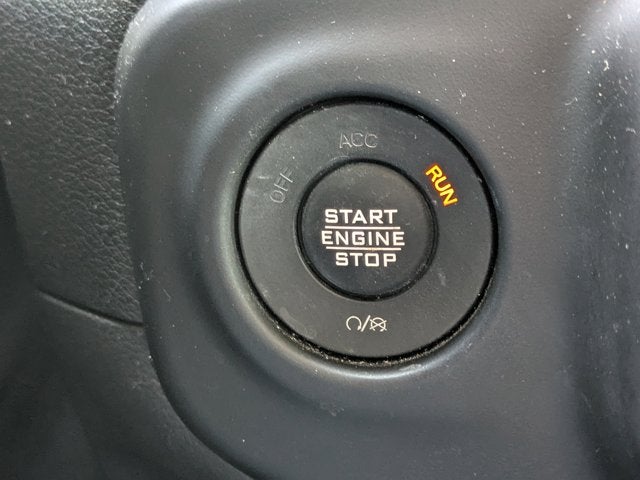 OFF ACC RUN
START
ENGINE
STOP